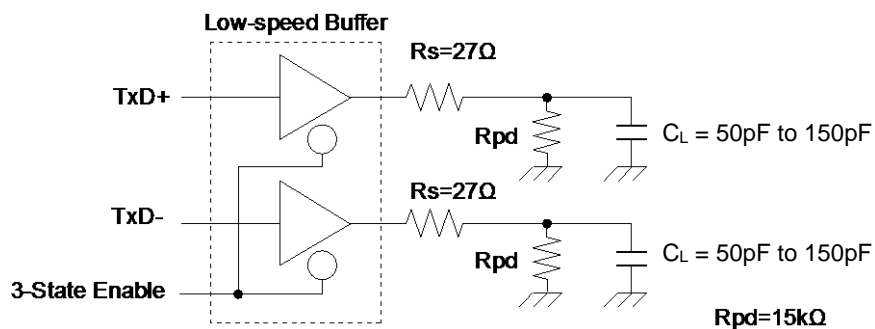 Low-speed Buffer
Rs=27Ω
TxD+
Rpd
CL = 50pF to 150pF
Rs=27Ω
TxD-
Rpd
CL = 50pF to 150pF
3-State Enable
Rpd=15kΩ